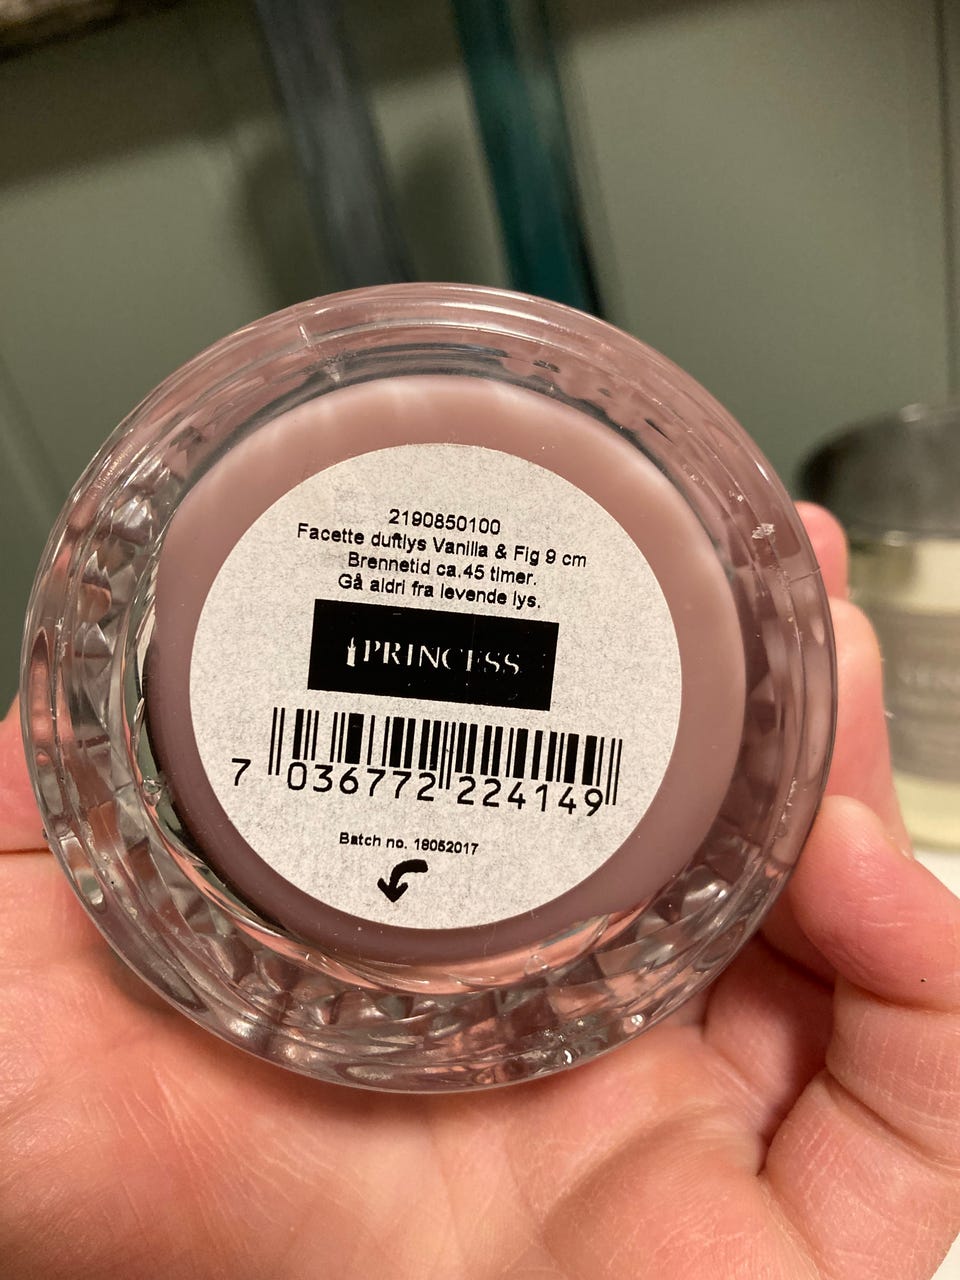 2190850100
Facette duftlys Vanilla & Fig 9 cm
Brennetid ca.45 timer.
Gå aldri fra levende lys.
PRINCESS
7 036772 224149
Batch no. 18052017